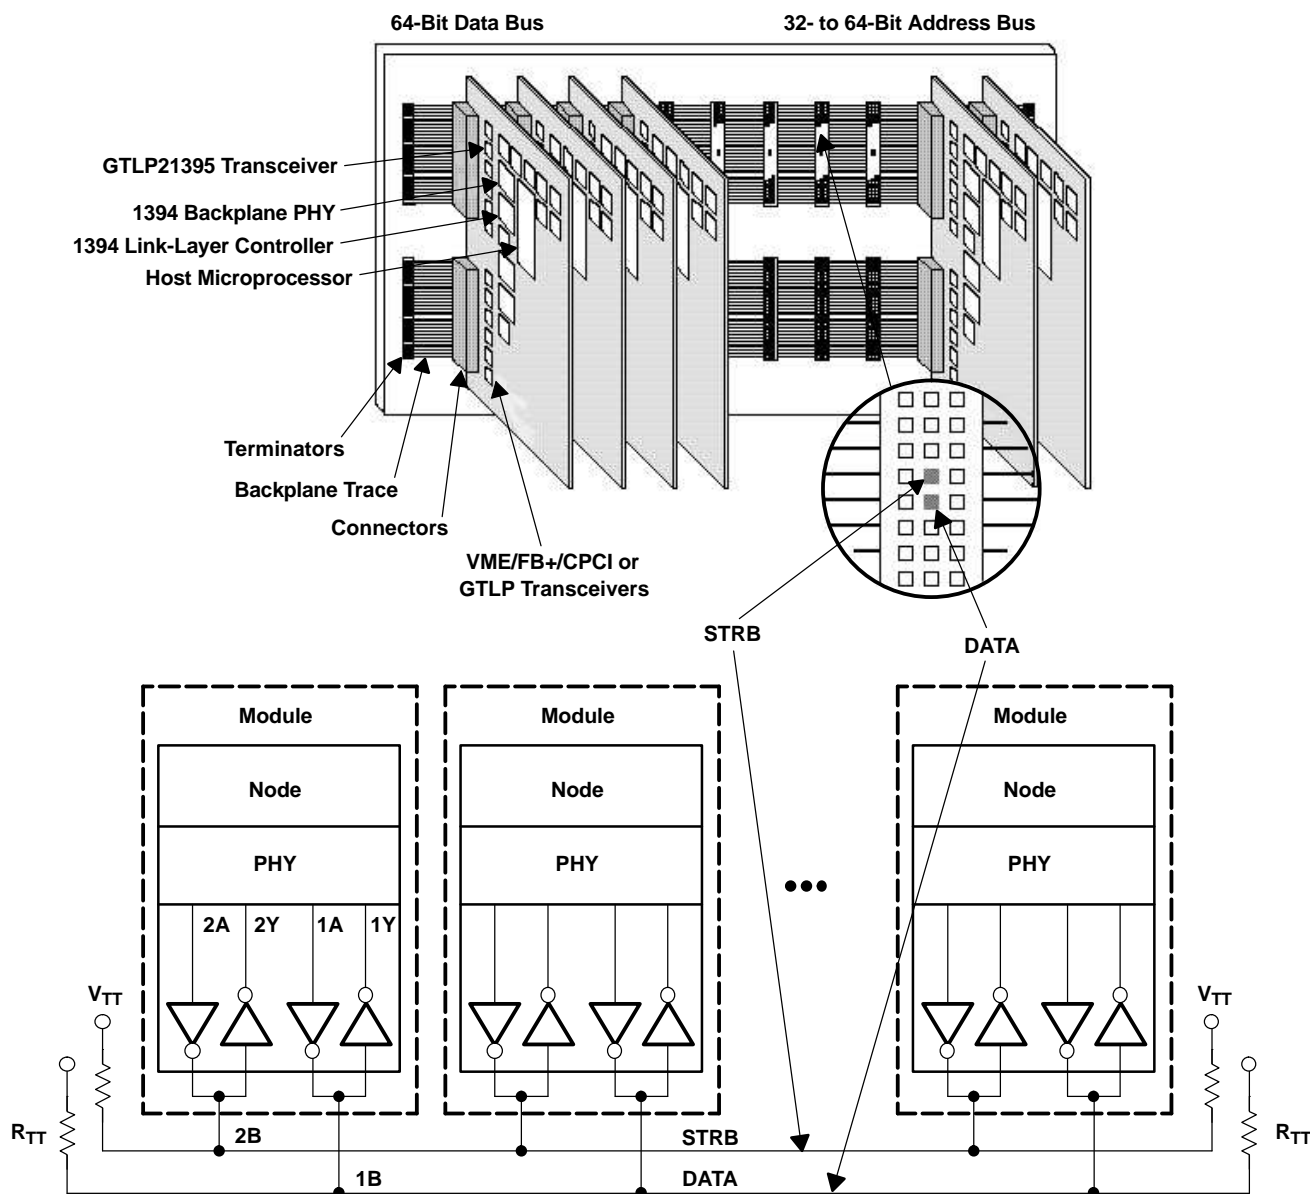 64-Bit Data Bus
32- to 64-Bit Address Bus
GTLP21395 Transceiver
1394 Backplane PHY
1394 Link-Layer Controller
Host Microprocessor
Terminators
Backplane Trace
Connectors
VME/FB+/CPCI or
GTLP Transceivers
STRB
DATA
Module
Module
Module
Node
Node
Node
PHY
PHY
PHY
2A 2Y 1A 1Y
VTT
VTT
RTT
RTT
2B
STRB
1B
DATA